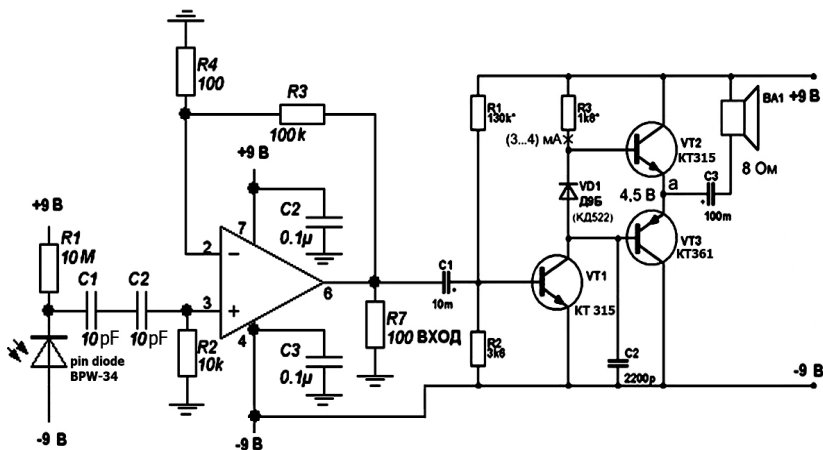 R4
100
R3
100k
+9 В
C2
0.1µ
+9 В
R1
10M
C1
10pF
C2
10pF
pin diode
BPW-34
-9 В
R2
10k
2
3
7
4
6
C3
0.1µ
-9 В
R7
100 ВХОД
C1
10m
R1
130k*
R2
3k6
R3
1k6*
(3...4) мА
VD1
Д9Б
(КД522)
VT1
КТ 315
C2
2200p
VT2
КТ315
4,5 В
a
VT3
КТ361
C3
100m
BA1
8 Ом
+9 В
-9 В